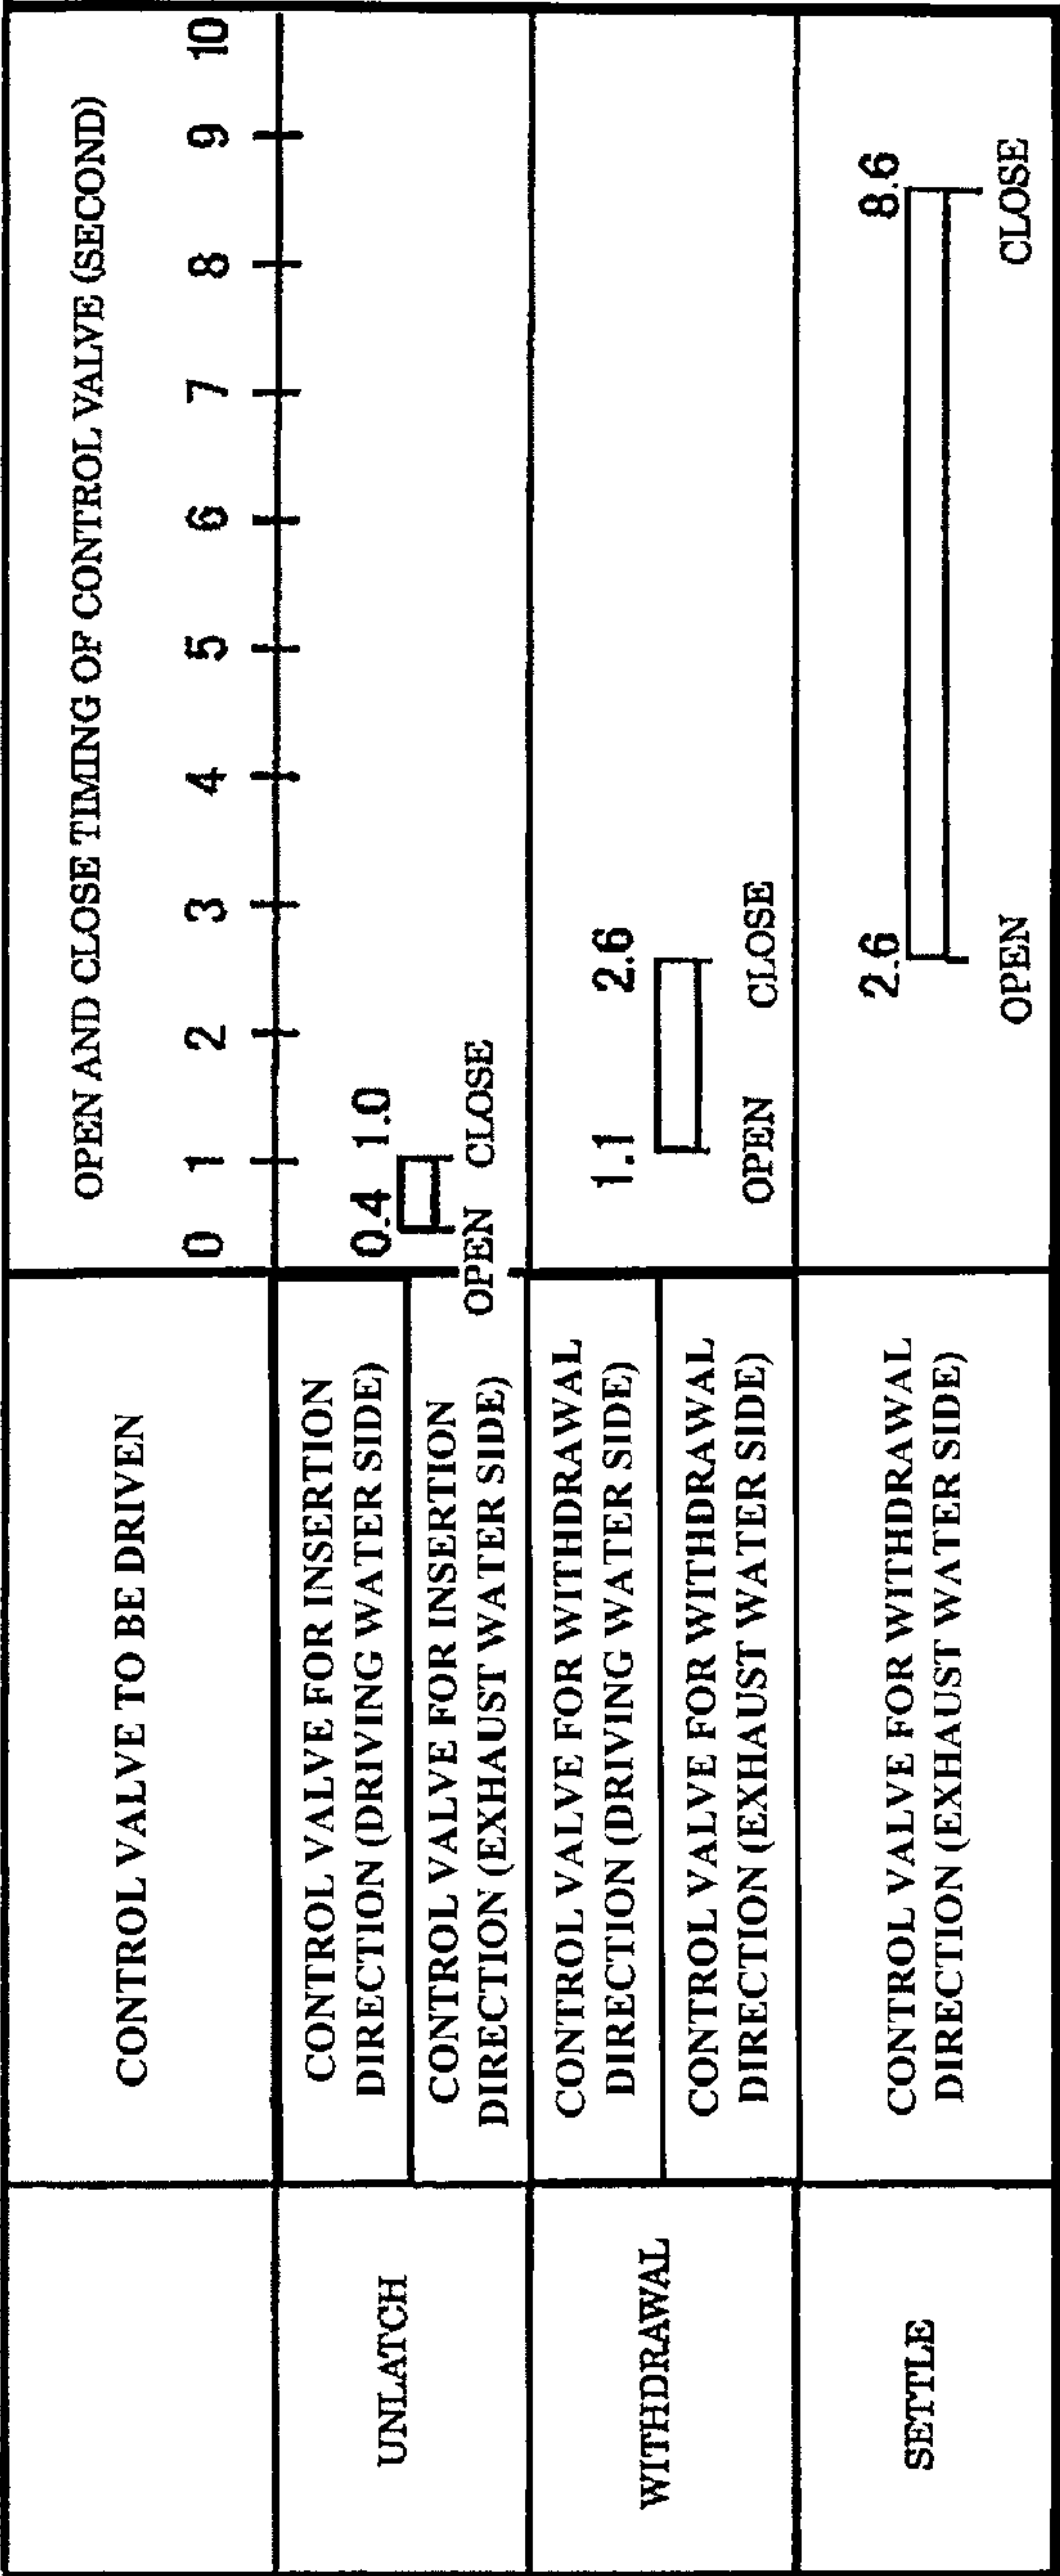 CONTROL VALVE TO BE DRIVEN
OPEN AND CLOSE TIMING OF CONTROL VALVE (SECOND)
0 1 2 3 4 5 6 7 8 9 10
UNLATCH
CONTROL VALVE FOR INSERTION
DIRECTION (DRIVING WATER SIDE)
CONTROL VALVE FOR INSERTION
DIRECTION (EXHAUST WATER SIDE)
0.4 1.0
OPEN CLOSE
WITHDRAWAL
CONTROL VALVE FOR WITHDRAWAL
DIRECTION (DRIVING WATER SIDE)
CONTROL VALVE FOR WITHDRAWAL
DIRECTION (EXHAUST WATER SIDE)
1.1 2.6
OPEN CLOSE
SETTLE
CONTROL VALVE FOR WITHDRAWAL
DIRECTION (EXHAUST WATER SIDE)
2.6 8.6
OPEN CLOSE